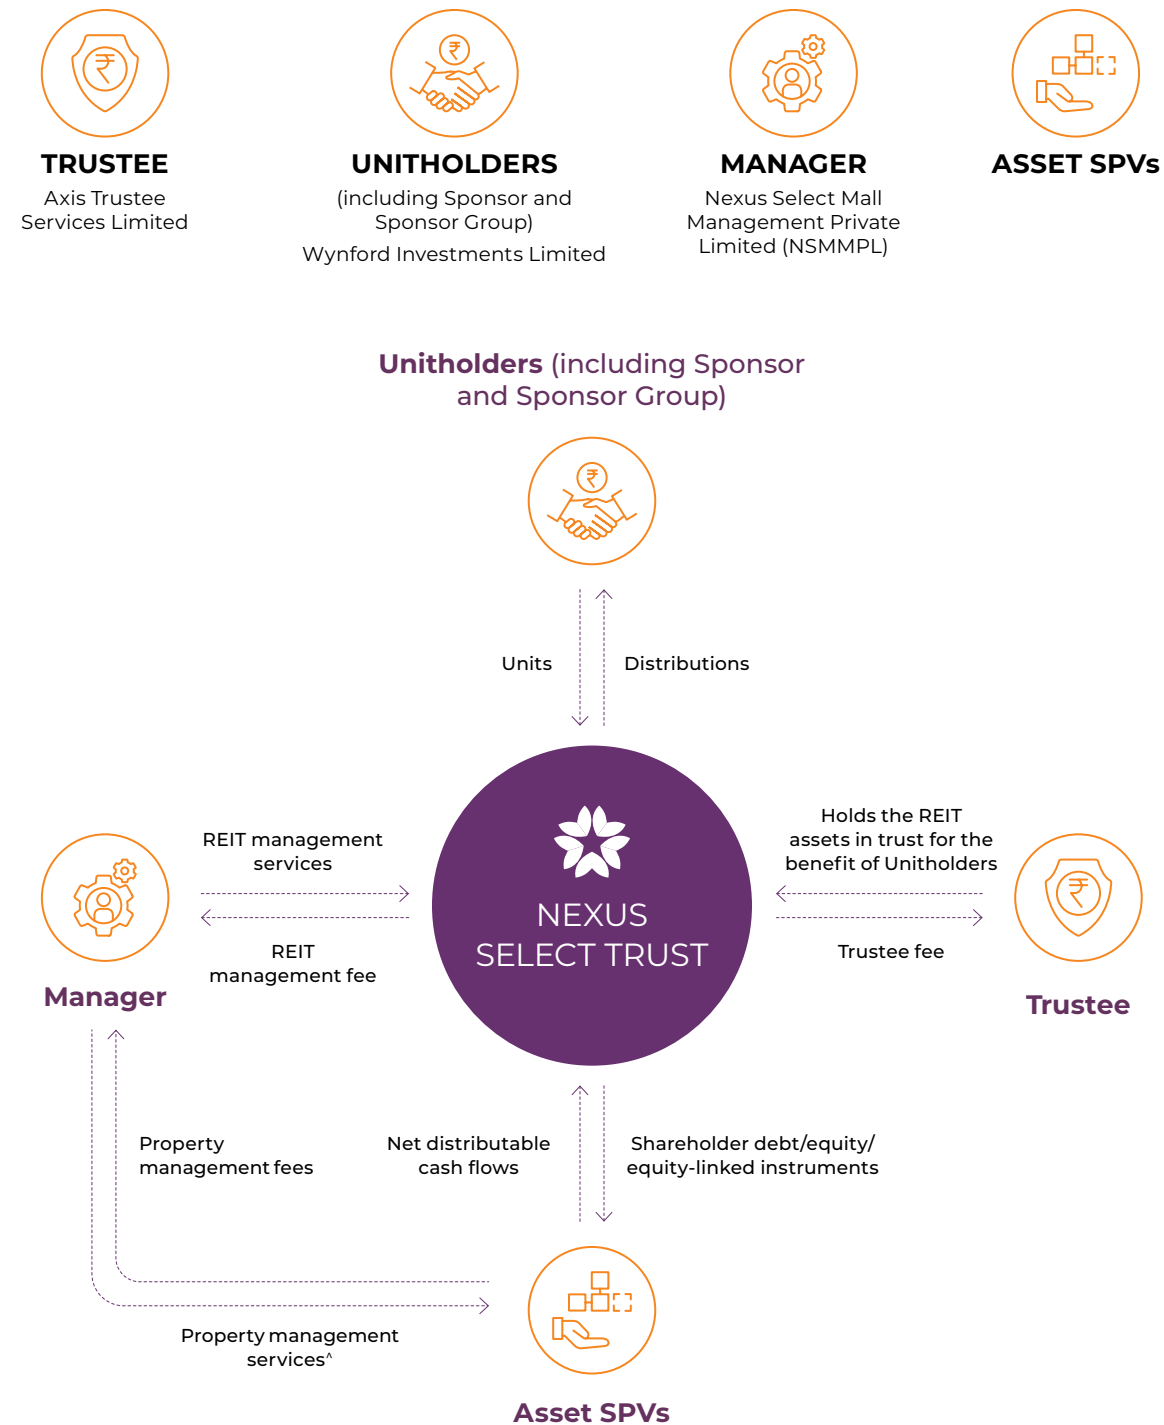 TRUSTEE
Axis Trustee
Services Limited
UNITHOLDERS
(including Sponsor and
Sponsor Group)
Wynford Investments Limited
MANAGER
Nexus Select Mall
Management Private
Limited (NSMMPL)
ASSET SPVs
Unitholders (including Sponsor
and Sponsor Group)
Units
Distributions
REIT management
services
REIT
management fee
Manager
NEXUS
SELECT TRUST
Holds the REIT
assets in trust for the
benefit of Unitholders
Trustee fee
Trustee
Property
management fees
Net distributable
cash flows
Shareholder debt/equity/
equity-linked instruments
Property management
services^
Asset SPVs